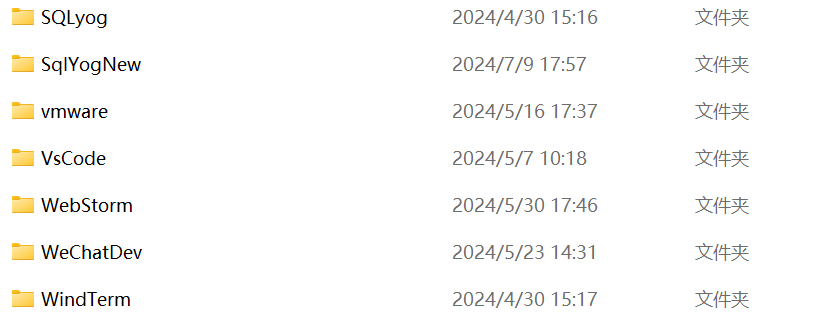 SQLyog 2024/4/30 15:16 文件夹
SqlYogNew 2024/7/9 17:57 文件夹
vmware 2024/5/16 17:37 文件夹
VsCode 2024/5/7 10:18 文件夹
WebStorm 2024/5/30 17:46 文件夹
WeChatDev 2024/5/23 14:31 文件夹
WindTerm 2024/4/30 15:17 文件夹